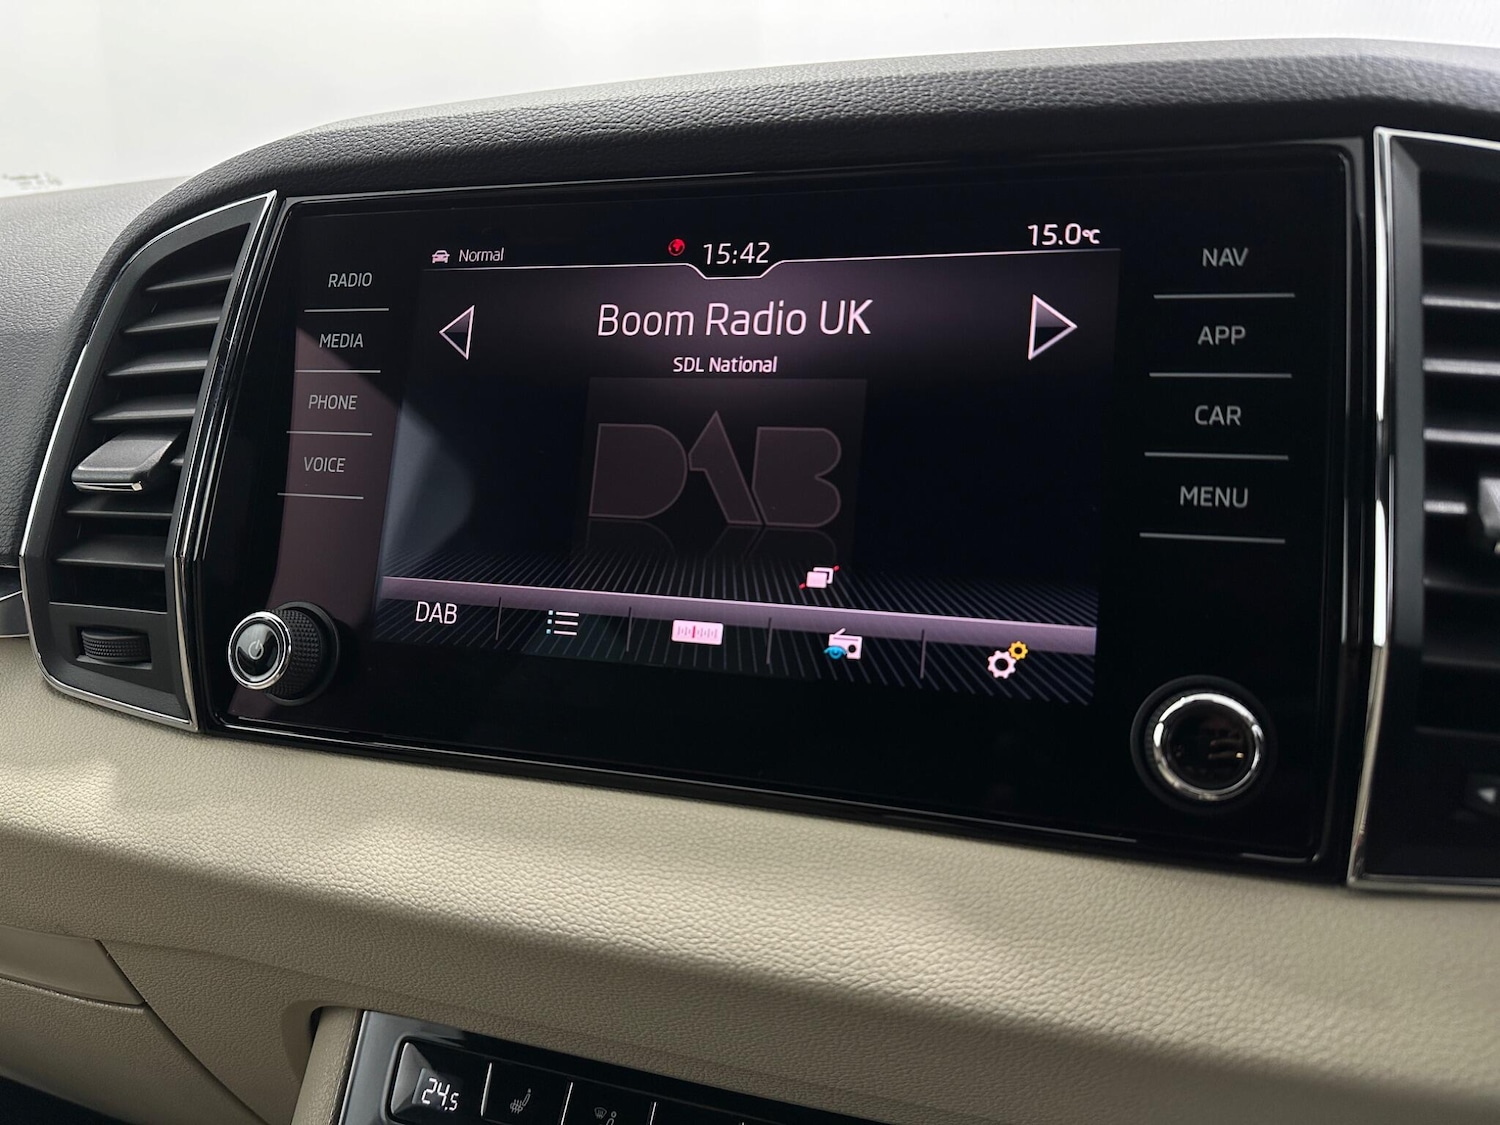 Normal
15:42
15.0°C
RADIO
MEDIA
PHONE
VOICE
Boom Radio UK
SDL National
DAB
DAB
NAV
APP
CAR
MENU
24.5